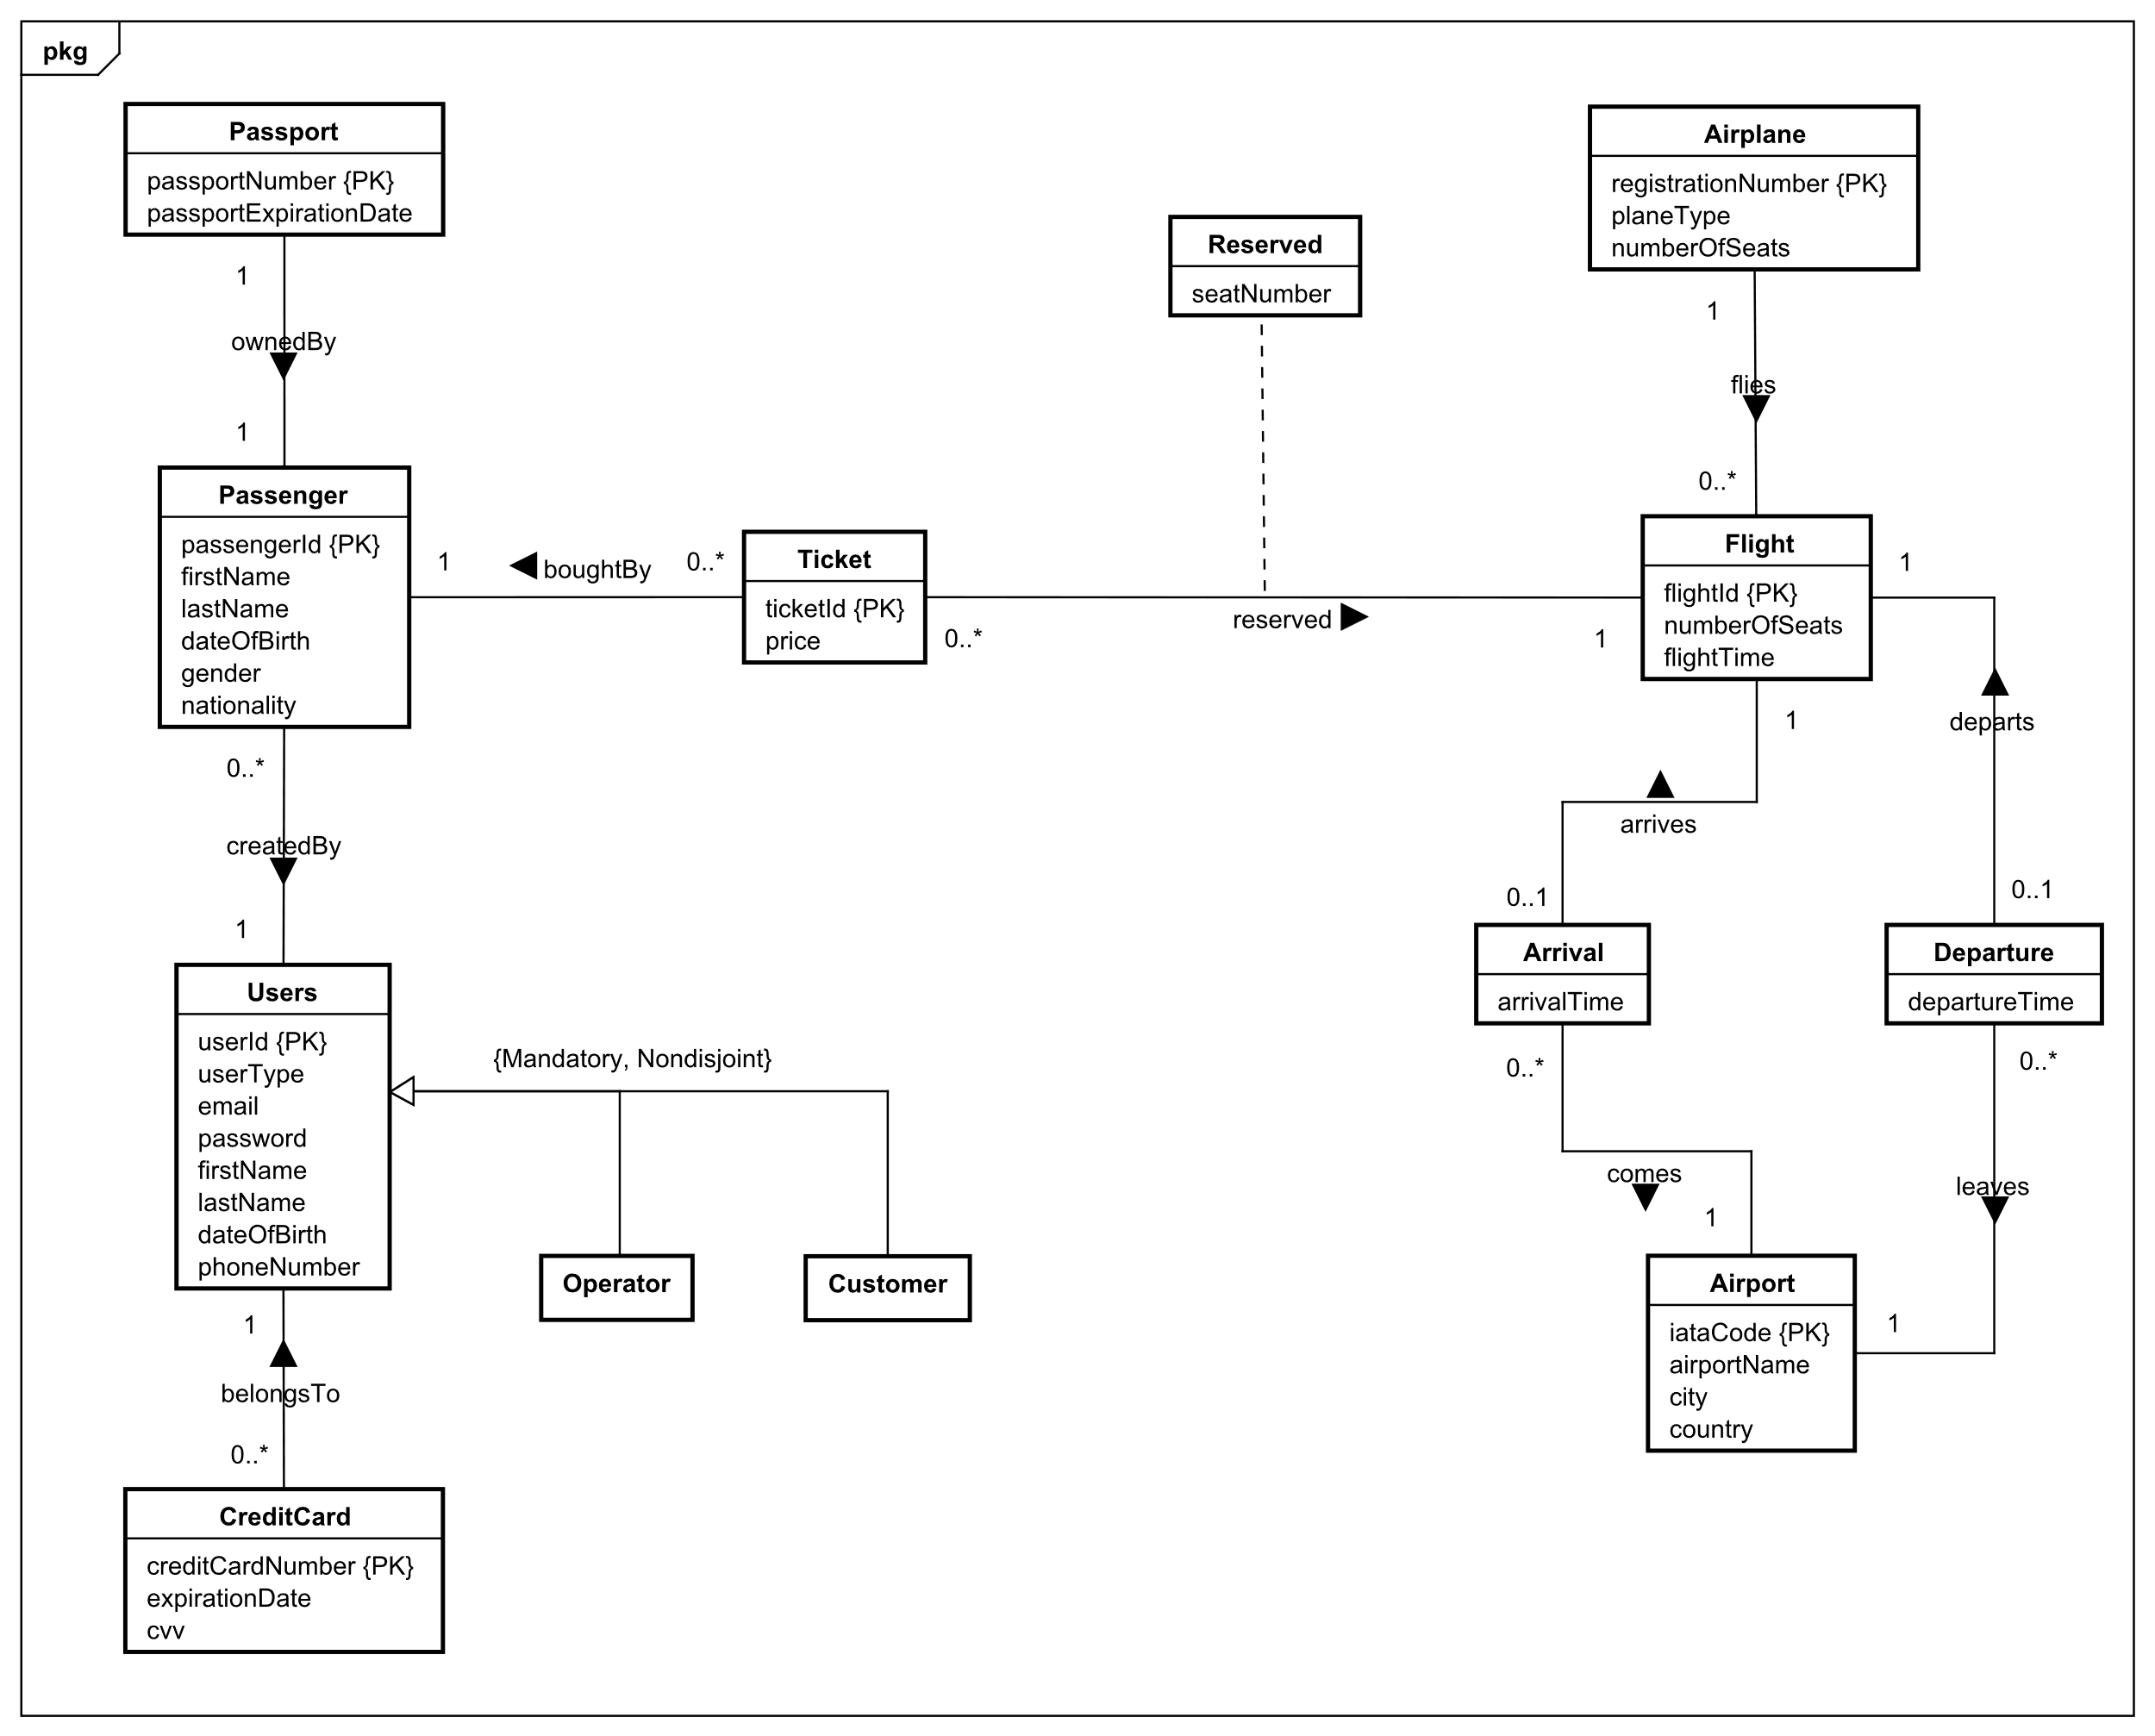 pkg
Passport
passportNumber {PK}
passportExpirationDate
1
ownedBy
1
Passenger
passengerId {PK}
firstName
lastName
dateOfBirth
gender
nationality
1
boughtBy
0..*
Ticket
ticketId {PK}
price
0..*
reserved
1
Reserved
seatNumber
Airplane
registrationNumber {PK}
planeType
numberOfSeats
1
flies
0..*
Flight
flightId {PK}
numberOfSeats
flightTime
1
departs
0..1
1
arrives
0..1
Arrival
arrivalTime
0..*
comes
1
Departure
departureTime
0..*
leaves
1
Airport
iataCode {PK}
airportName
city
country
0..*
createdBy
1
Users
userId {PK}
userType
email
password
firstName
lastName
dateOfBirth
phoneNumber
{Mandatory, Nondisjoint}
Operator
Customer
1
belongsTo
0..*
CreditCard
creditCardNumber {PK}
expirationDate
cvv